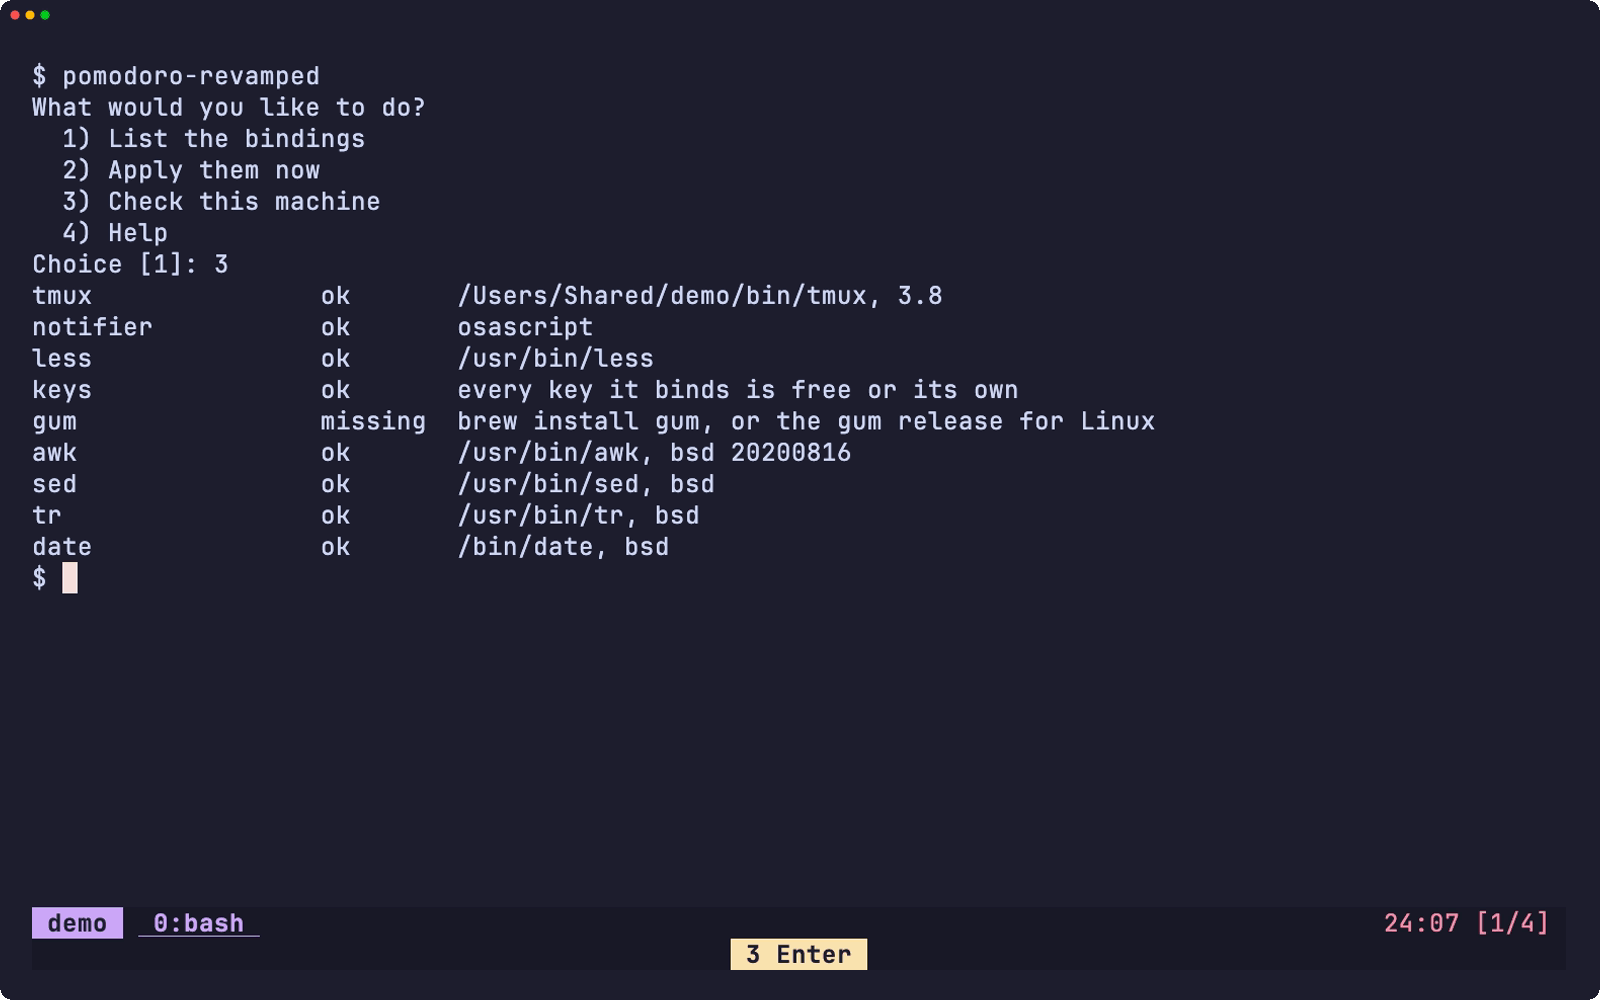 $ pomodoro-revamped
What would you like to do?
  1) List the bindings
  2) Apply them now
  3) Check this machine
  4) Help
Choice [1]: 3
tmux               ok       /Users/Shared/demo/bin/tmux, 3.8
notifier           ok       osascript
less               ok       /usr/bin/less
keys               ok       every key it binds is free or its own
gum                missing  brew install gum, or the gum release for Linux
awk                ok       /usr/bin/awk, bsd 20200816
sed                ok       /usr/bin/sed, bsd
tr                 ok       /usr/bin/tr, bsd
date               ok       /bin/date, bsd
$
demo 0:bash 24:07 [1/4]
3 Enter